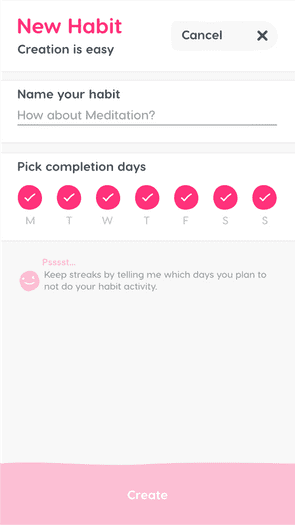 New Habit
Creation is easy
Cancel
Name your habit
How about Meditation?
Pick completion days
M T W T F S S
Psssst...
Keep streaks by telling me which days you plan to
not do your habit activity.
Create